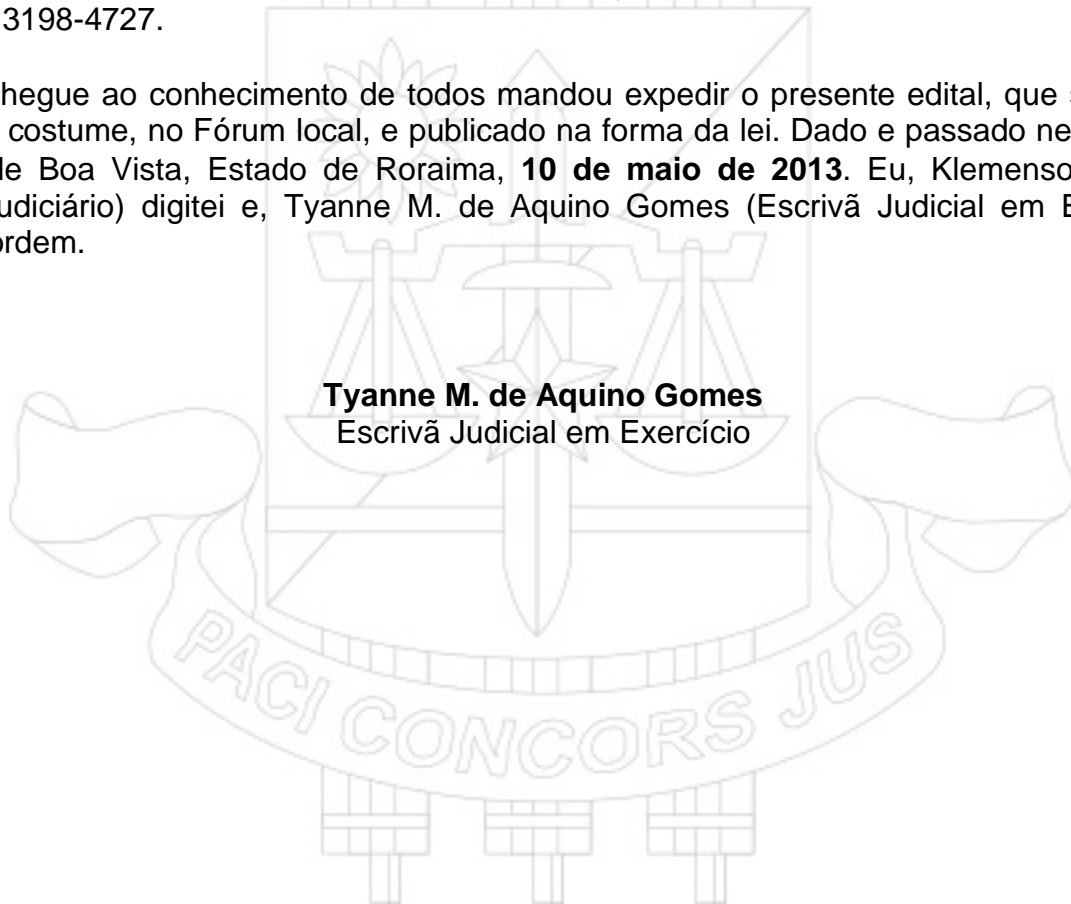 3198-4727.
hegue ao conhecimento de todos mandou expedir o presente edital, que s
costume, no Fórum local, e publicado na forma da lei. Dado e passado ne
le Boa Vista, Estado de Roraima, 10 de maio de 2013. Eu, Klemenso
udiciário) digitei e, Tyanne M. de Aquino Gomes (Escrivã Judicial em E
ordem.
Tyanne M. de Aquino Gomes
Escrivã Judicial em Exercício
PACI CONCORS JUS